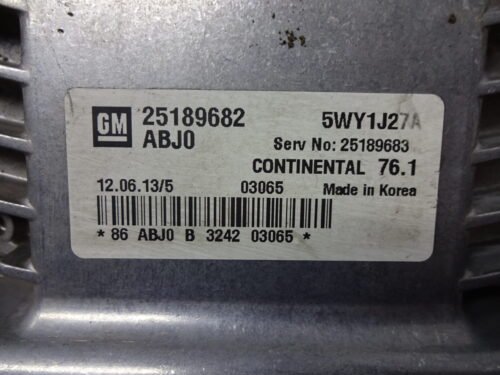 GM 25189682 5WY1J27A
ABJ0 Serv No: 25189683
CONTINENTAL 76.1
12.06.13/5 03065 Made in Korea
* 86 ABJ0 B 3242 03065 *